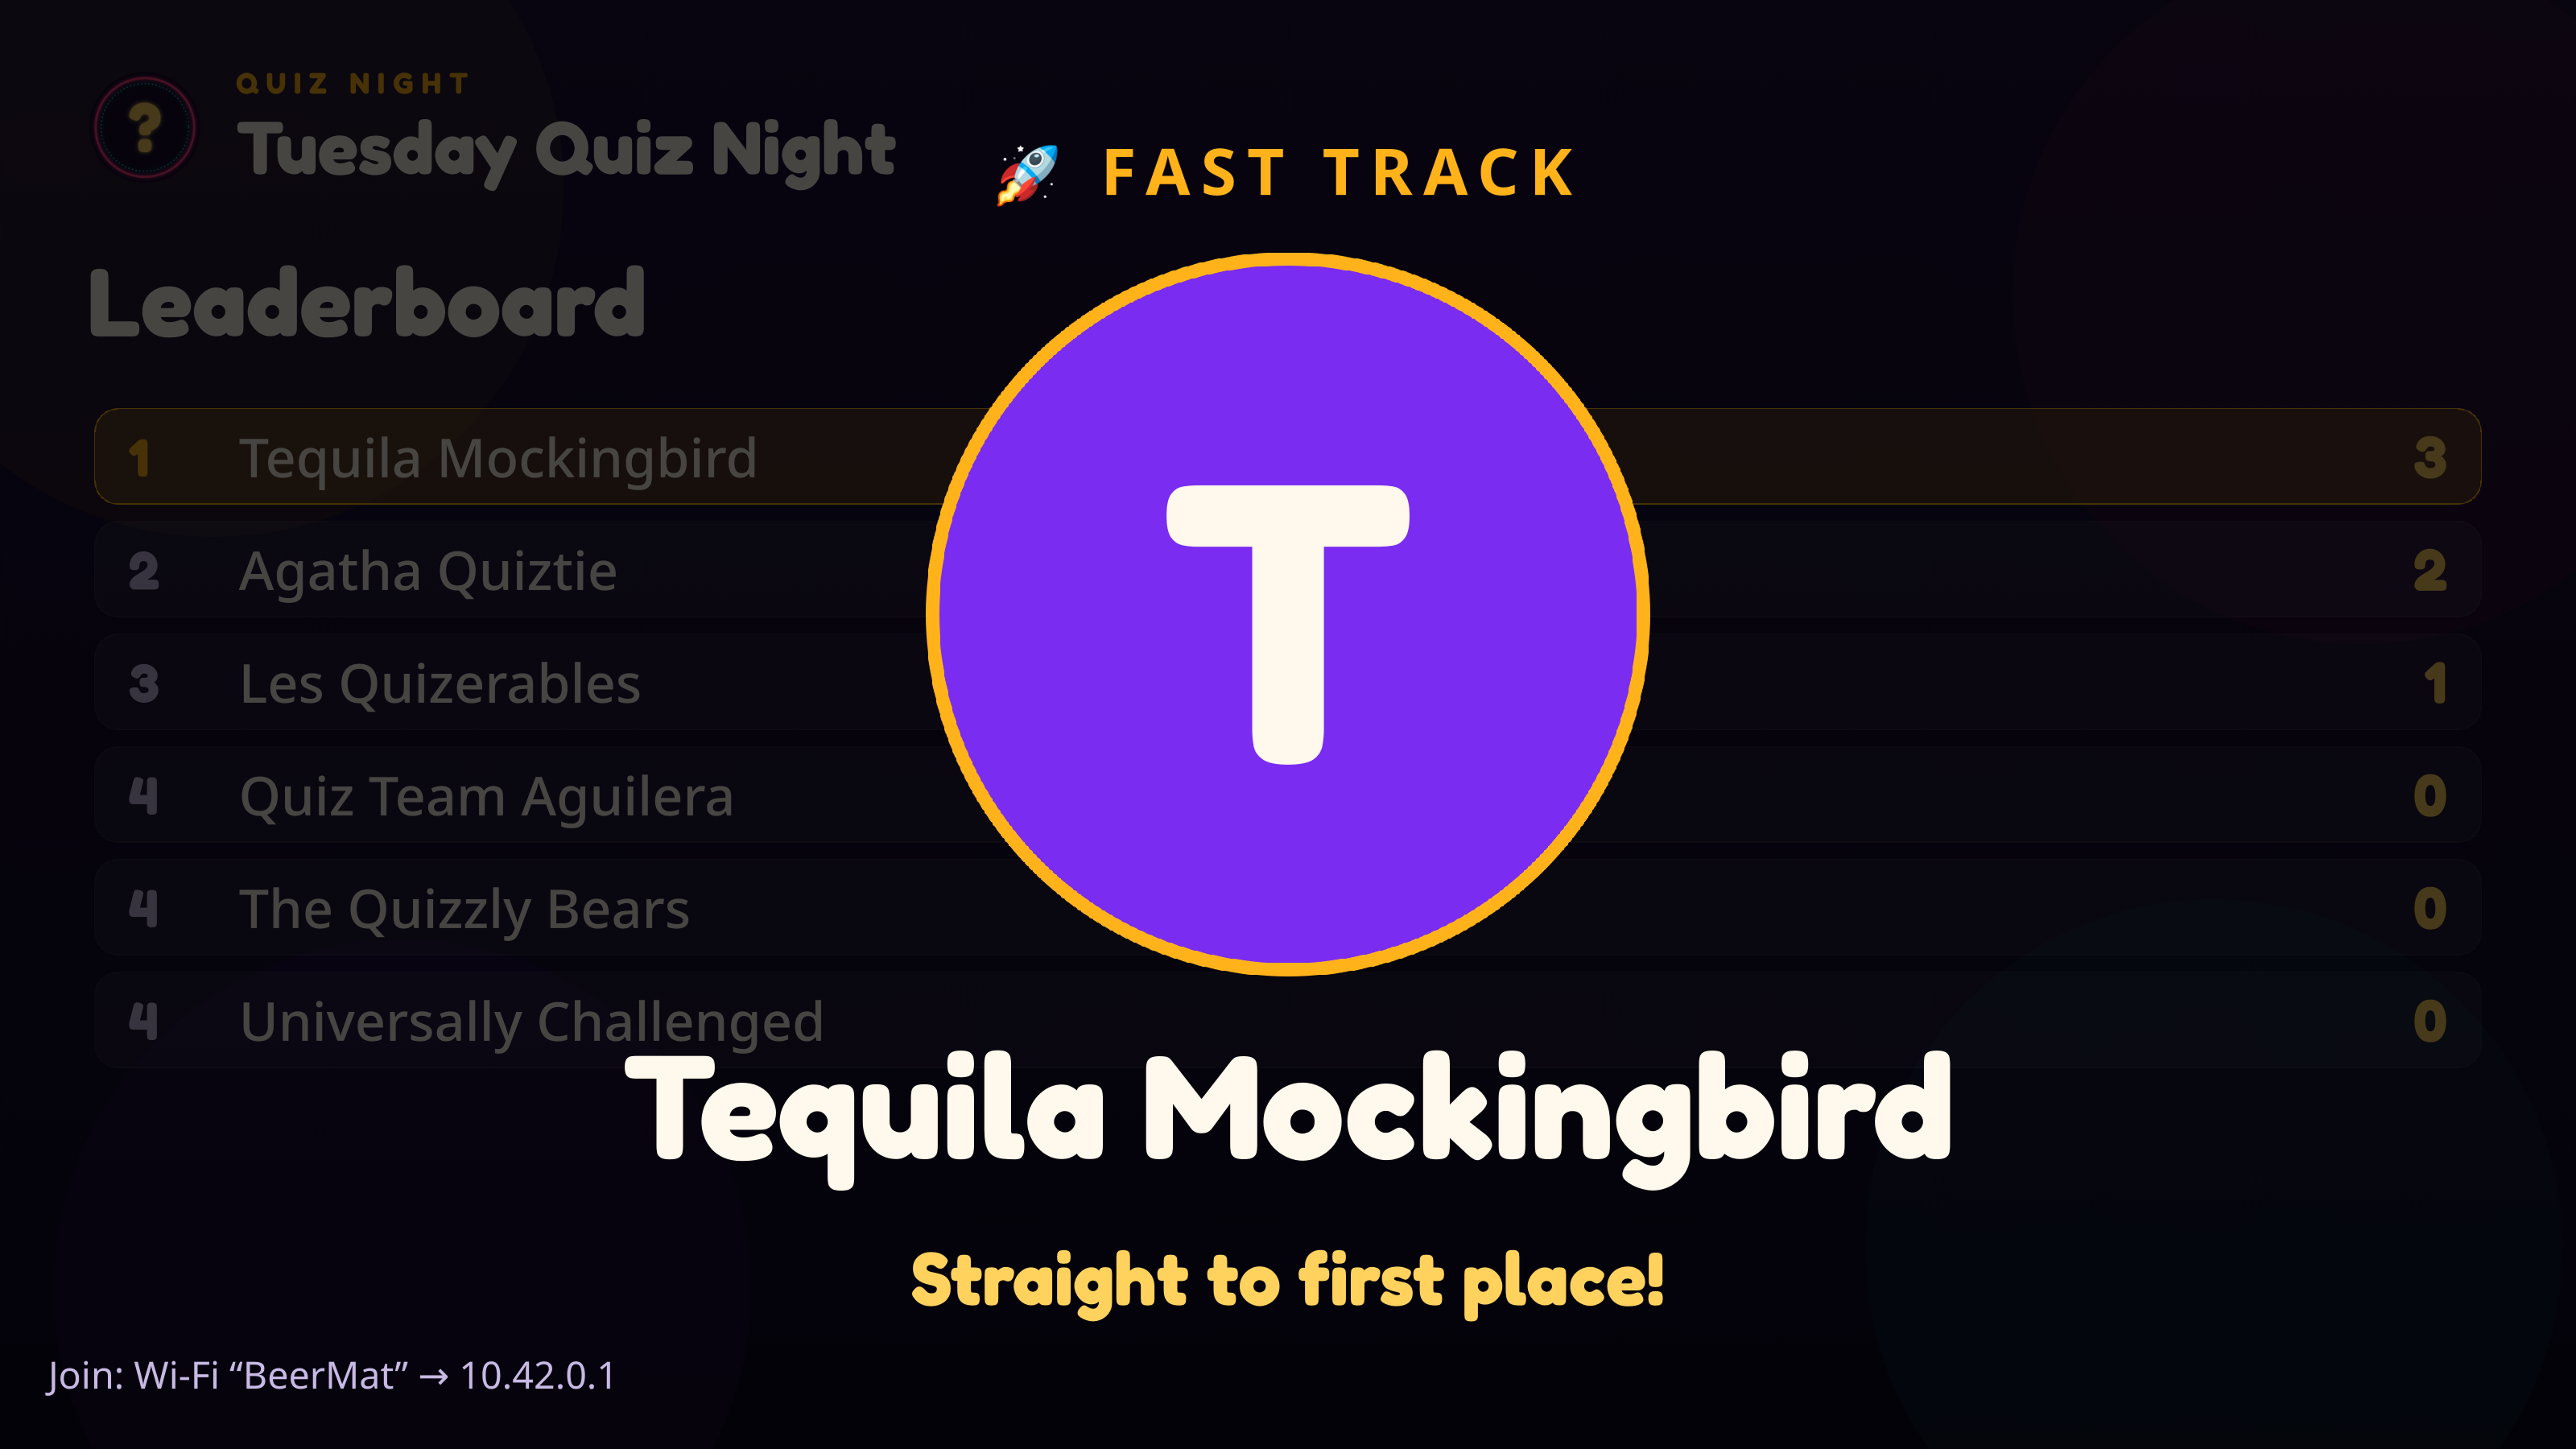 ?
QUIZ NIGHT
Tuesday Quiz Night
🚀 FAST TRACK
Leaderboard
1 Tequila Mockingbird 3
2 Agatha Quiztie 2
3 Les Quizerables 1
4 Quiz Team Aguilera 0
4 The Quizzly Bears 0
4 Universally Challenged 0
T
Tequila Mockingbird
Straight to first place!
Join: Wi-Fi “BeerMat” → 10.42.0.1